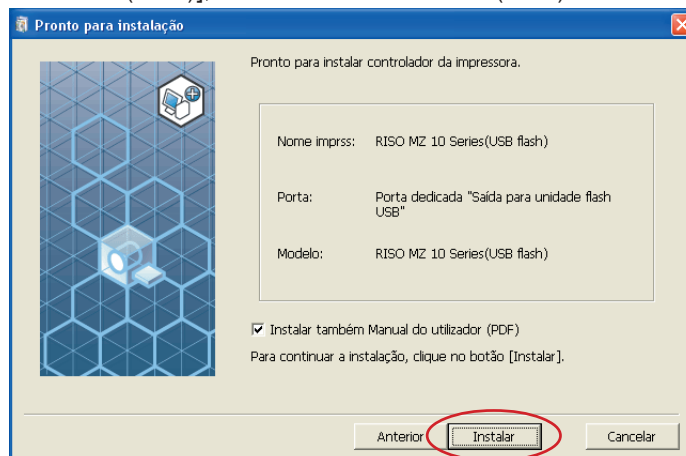 Pronto para instalação
Pronto para instalar controlador da impressora.
Nome imprss: RISO MZ 10 Series(USB flash)
Porta: Porta dedicada "Saída para unidade flash
USB"
Modelo: RISO MZ 10 Series(USB flash)
Instalar também Manual do utilizador (PDF)
Para continuar a instalação, clique no botão [Instalar].
Anterior Instalar Cancelar